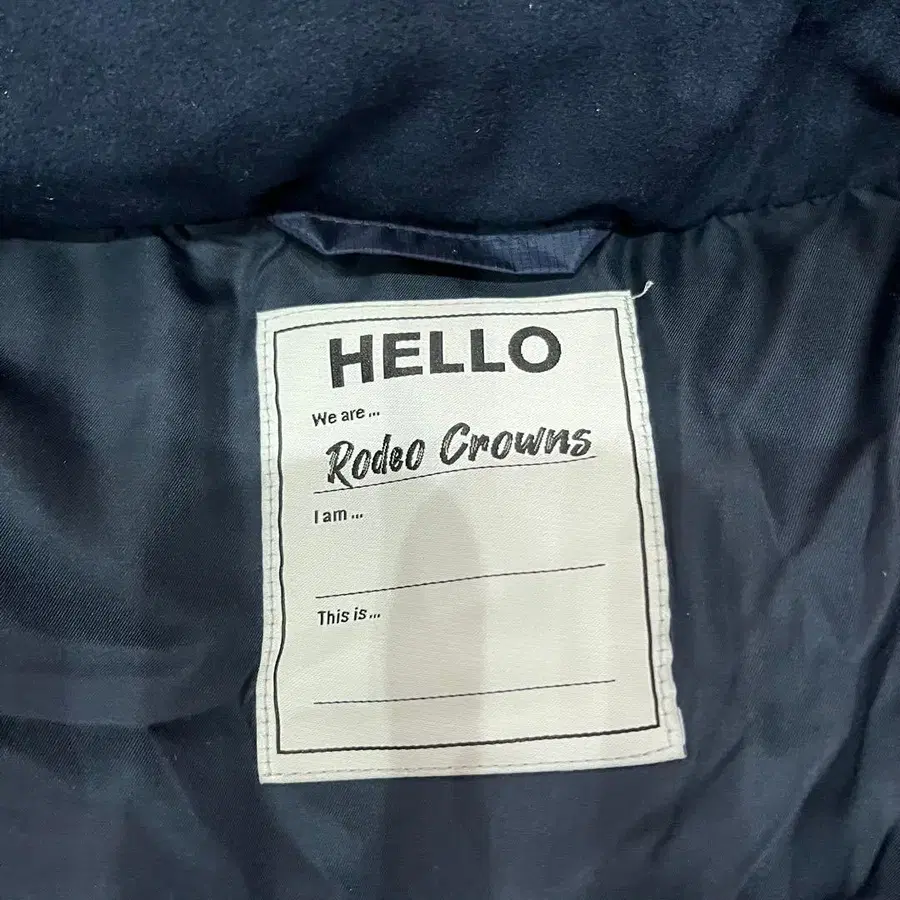 HELLO
We are ...
Rodeo Crowns
I am ...
This is ...